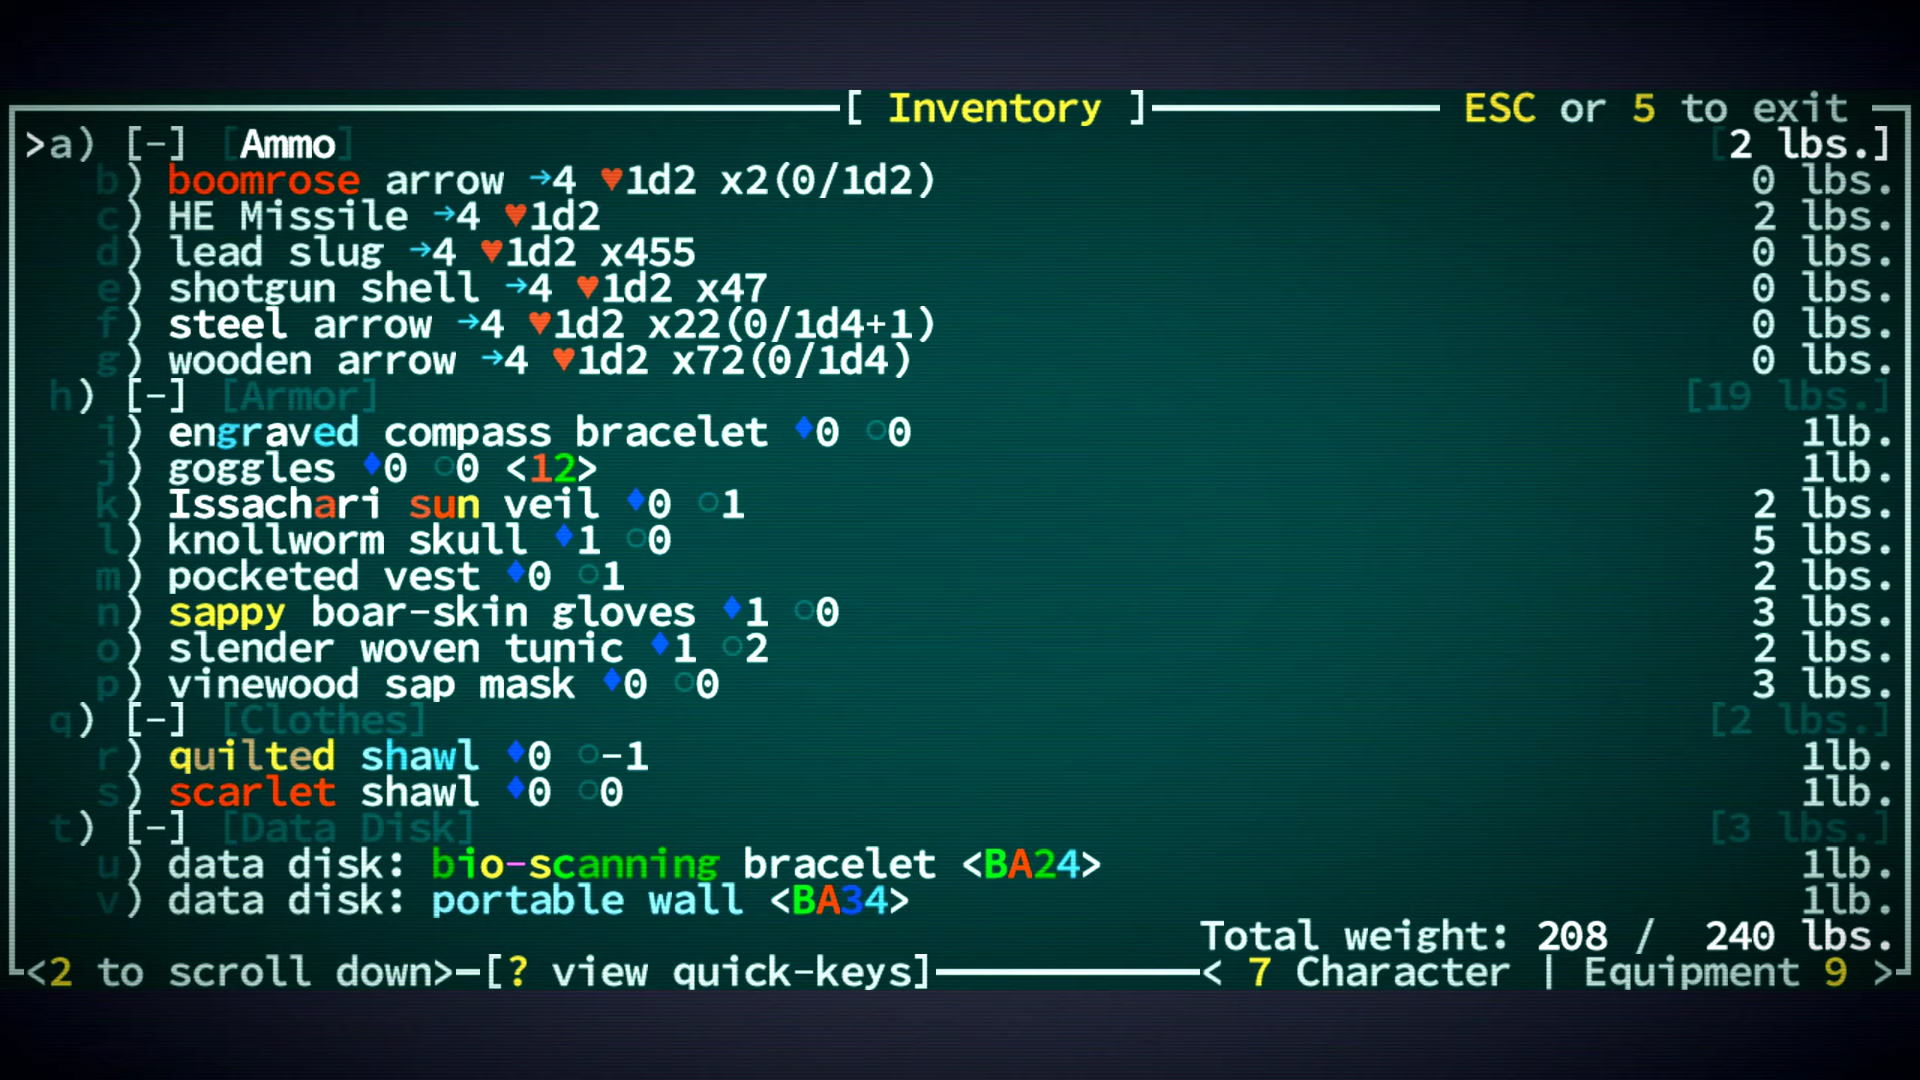 [ Inventory ] ESC or 5 to exit
>a) [-] [Ammo] [2 lbs.]
b) boomrose arrow →4 ♥1d2 x2(0/1d2) 0 lbs.
c) HE Missile →4 ♥1d2 2 lbs.
d) lead slug →4 ♥1d2 x455 0 lbs.
e) shotgun shell →4 ♥1d2 x47 0 lbs.
f) steel arrow →4 ♥1d2 x22(0/1d4+1) 0 lbs.
g) wooden arrow →4 ♥1d2 x72(0/1d4) 0 lbs.
h) [-] [Armor] [19 lbs.]
i) engraved compass bracelet ♦0 ○0 1lb.
j) goggles ♦0 ○0 <12> 1lb.
k) Issachari sun veil ♦0 ○1 2 lbs.
l) knollworm skull ♦1 ○0 5 lbs.
m) pocketed vest ♦0 ○1 2 lbs.
n) sappy boar-skin gloves ♦1 ○0 3 lbs.
o) slender woven tunic ♦1 ○2 2 lbs.
p) vinewood sap mask ♦0 ○0 3 lbs.
q) [-] [Clothes] [2 lbs.]
r) quilted shawl ♦0 ○-1 1lb.
s) scarlet shawl ♦0 ○0 1lb.
t) [-] [Data Disk] [3 lbs.]
u) data disk: bio-scanning bracelet <BA24> 1lb.
v) data disk: portable wall <BA34> 1lb.
Total weight: 208 / 240 lbs.
<2 to scroll down> [? view quick-keys] < 7 Character | Equipment 9 >